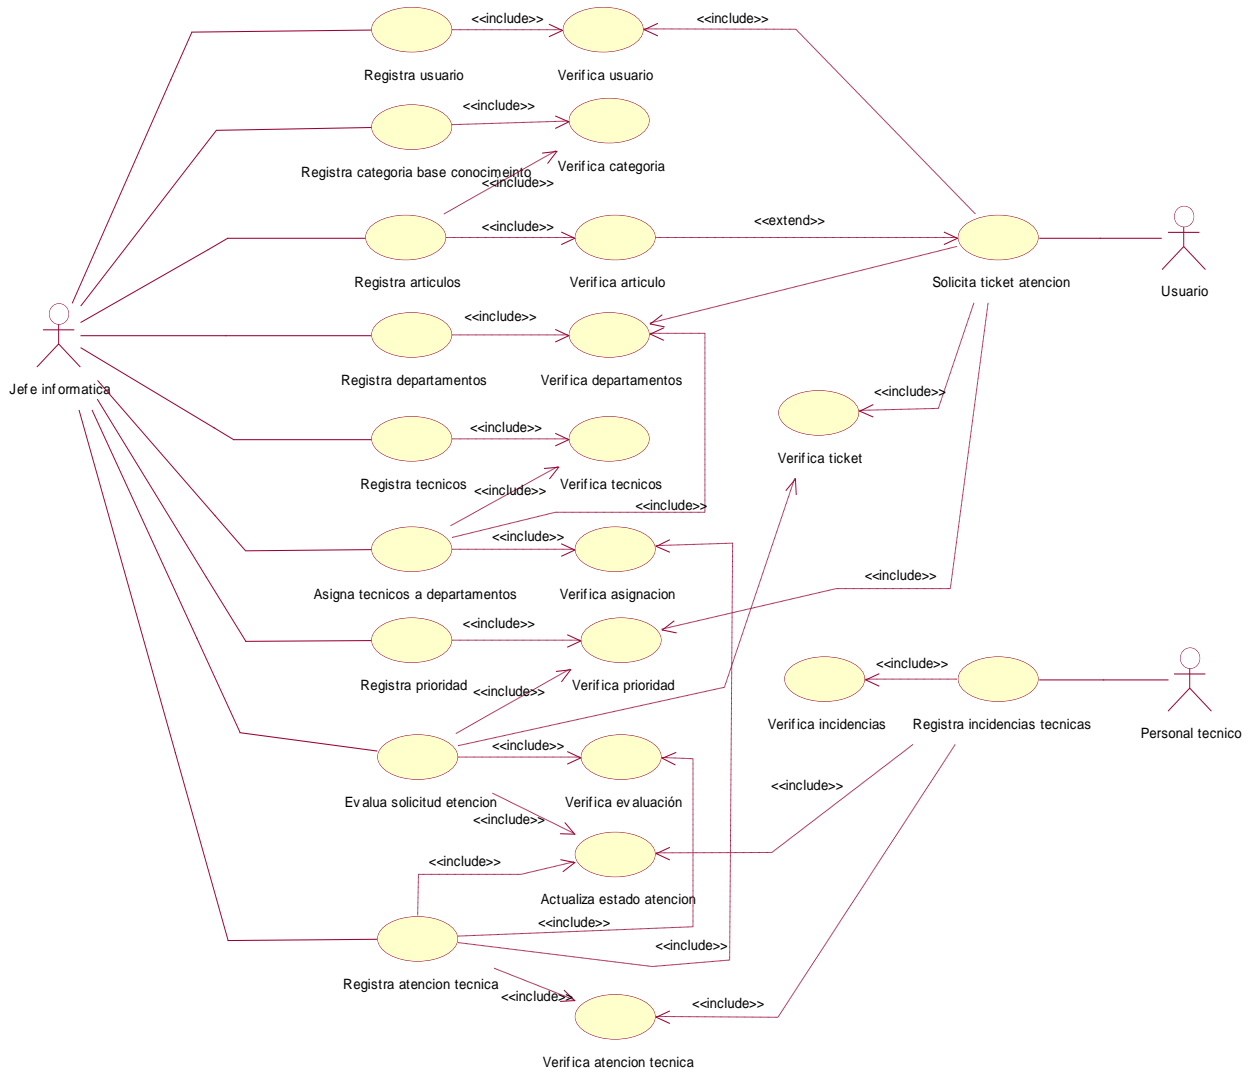 <<include>>
<<include>>
Registra usuario
Verifica usuario
<<include>>
Registra categoria base conocimeinto
Verifica categoria
<<include>>
<<include>>
<<extend>>
Registra articulos
Verifica articulo
Solicita ticket atencion
Usuario
<<include>>
Jefe informatica
Registra departamentos
Verifica departamentos
<<include>>
<<include>>
Verifica ticket
Registra tecnicos
Verifica tecnicos
<<include>>
<<include>>
<<include>>
Asigna tecnicos a departamentos
Verifica asignacion
<<include>>
<<include>>
Registra prioridad
Verifica prioridad
<<include>>
<<include>>
Verifica incidencias
Registra incidencias tecnicas
Personal tecnico
<<include>>
Evalua solicitud etencion
Verifica evaluación
<<include>>
<<include>>
<<include>>
Actualiza estado atencion
<<include>>
<<include>>
Registra atencion tecnica
<<include>>
<<include>>
Verifica atencion tecnica